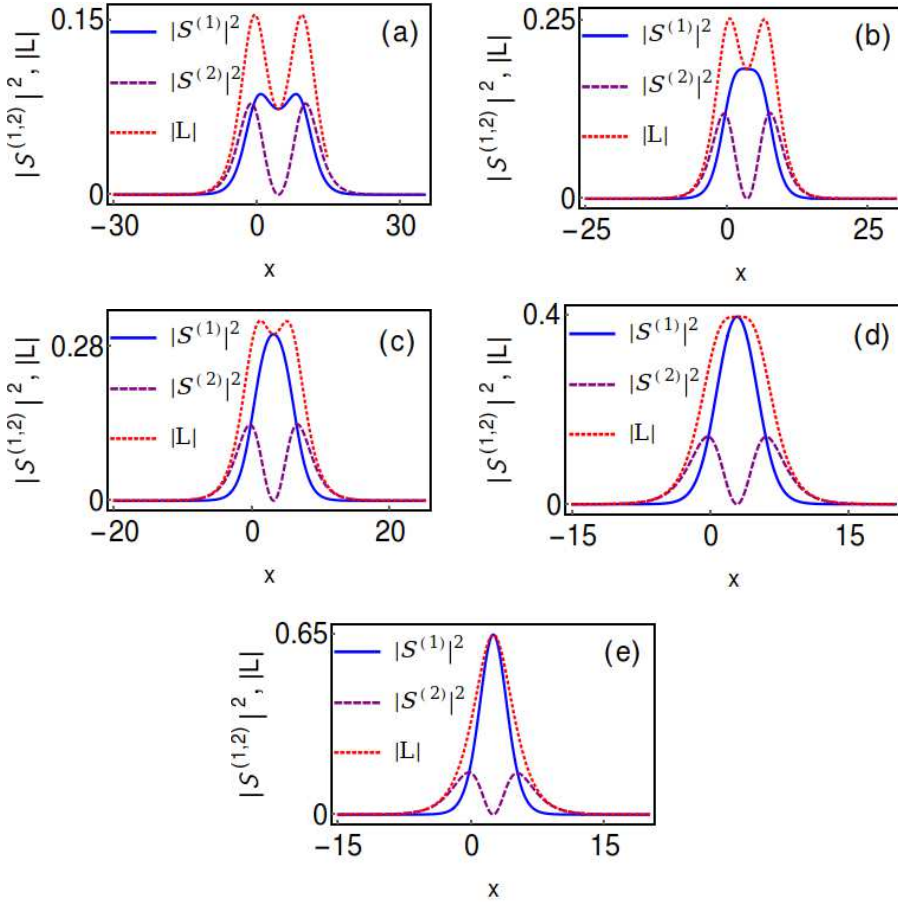 0.15
|S^(1)|^2
|S^(2)|^2
|L|
(a)
|S^(1,2)|^2, |L|
0
−30 0 30
x
0.25
|S^(1)|^2
|S^(2)|^2
|L|
(b)
|S^(1,2)|^2, |L|
0
−25 0 25
x
|S^(1)|^2
0.28
|S^(2)|^2
|L|
(c)
|S^(1,2)|^2, |L|
0
−20 0 20
x
0.4
|S^(1)|^2
|S^(2)|^2
|L|
(d)
|S^(1,2)|^2, |L|
0
−15 0 15
x
0.65
|S^(1)|^2
|S^(2)|^2
|L|
(e)
|S^(1,2)|^2, |L|
0
−15 0 15
x